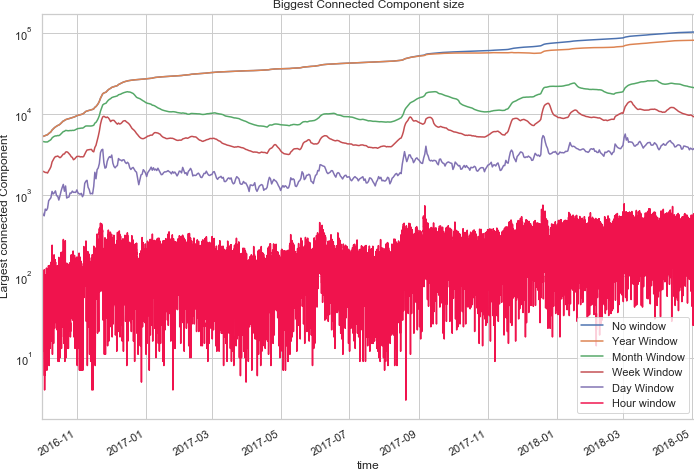 Biggest Connected Component size
Largest connected Component
10^5
10^4
10^3
10^2
10^1
2016-11
2017-01
2017-03
2017-05
2017-07
2017-09
2017-11
2018-01
2018-03
2018-05
time
No window
Year Window
Month Window
Week Window
Day Window
Hour window